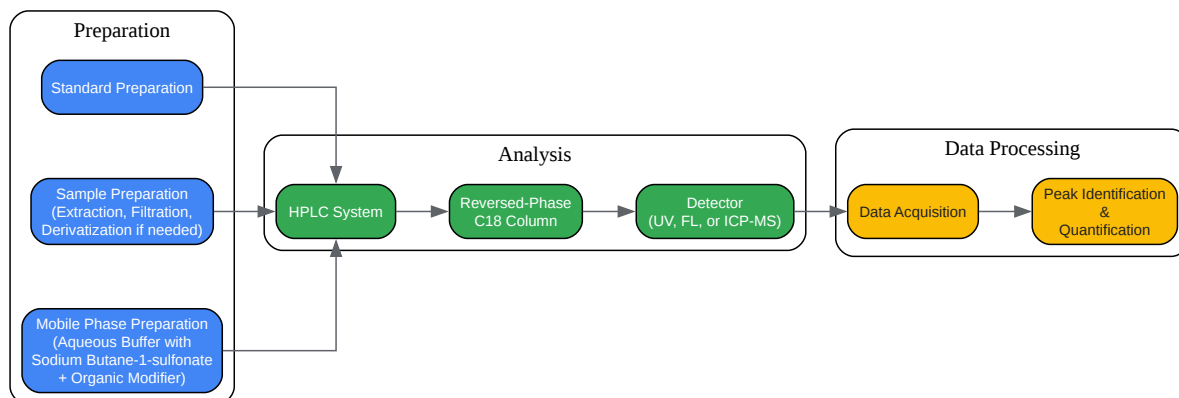 Preparation
Standard Preparation
Sample Preparation
(Extraction, Filtration,
Derivatization if needed)
Mobile Phase Preparation
(Aqueous Buffer with
Sodium Butane-1-sulfonate
+ Organic Modifier)
Analysis
HPLC System
Reversed-Phase
C18 Column
Detector
(UV, FL, or ICP-MS)
Data Processing
Data Acquisition
Peak Identification
&
Quantification